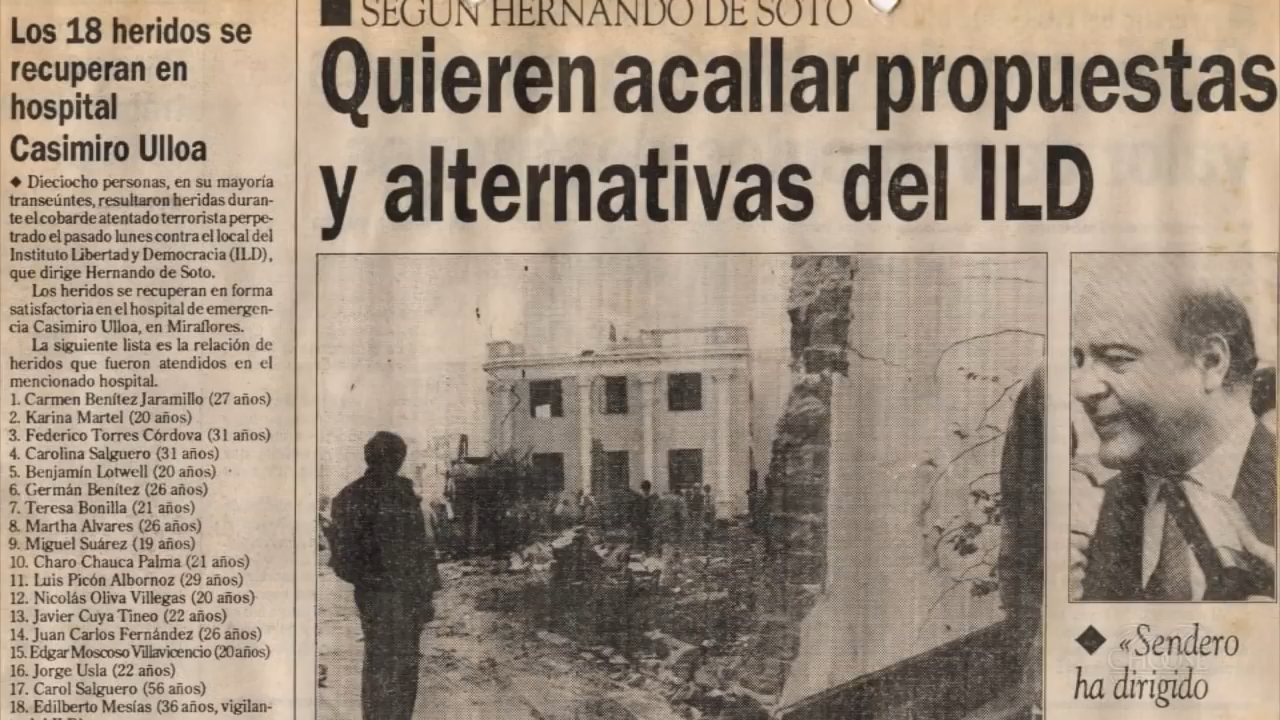 Los 18 heridos se
recuperan en
hospital
Casimiro Ulloa
◆ Dieciocho personas, en su mayoría
transeúntes, resultaron heridas duran-
te el cobarde atentado terrorista perpe-
trado el pasado lunes contra el local del
Instituto Libertad y Democracia (ILD),
que dirige Hernando de Soto.
Los heridos se recuperan en forma
satisfactoria en el hospital de emergen-
cia Casimiro Ulloa, en Miraflores.
La siguiente lista es la relación de
heridos que fueron atendidos en el
mencionado hospital.
1. Carmen Benítez Jaramillo (27 años)
2. Karina Martel (20 años)
3. Federico Torres Córdova (31 años)
4. Carolina Salguero (31 años)
5. Benjamín Lotwell (20 años)
6. Germán Benítez (26 años)
7. Teresa Bonilla (21 años)
8. Martha Alvares (26 años)
9. Miguel Suárez (19 años)
10. Charo Chauca Palma (21 años)
11. Luis Picón Albornoz (29 años)
12. Nicolás Oliva Villegas (20 años)
13. Javier Cuya Tineo (22 años)
14. Juan Carlos Fernández (26 años)
15. Edgar Moscoso Villavicencio (20 años)
16. Jorge Usla (22 años)
17. Carol Salguero (56 años)
18. Edilberto Mesías (36 años, vigilan-
SEGÚN HERNANDO DE SOTO
Quieren acallar propuestas
y alternativas del ILD
◆ «Sendero
ha dirigido